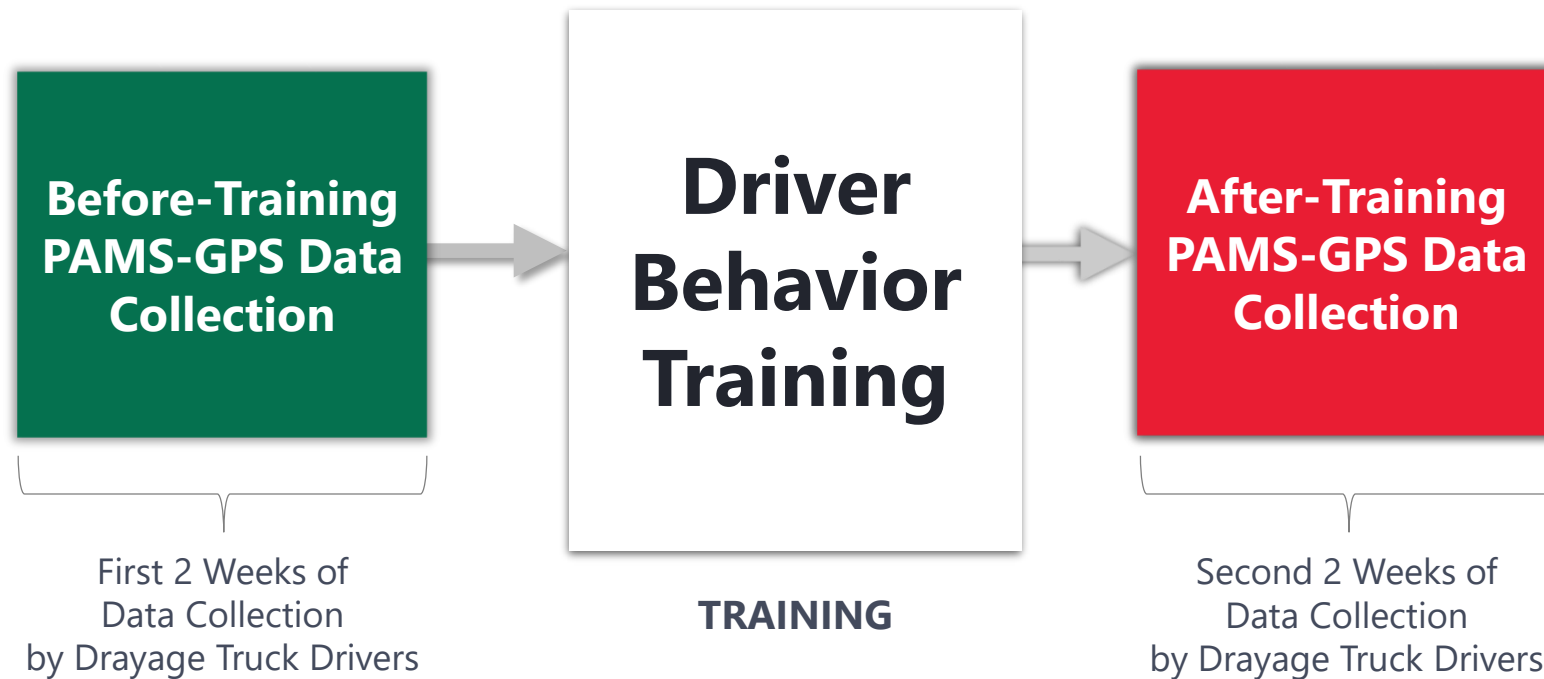 Before-Training
PAMS-GPS Data
Collection
First 2 Weeks of
Data Collection
by Drayage Truck Drivers
Driver
Behavior
Training
TRAINING
After-Training
PAMS-GPS Data
Collection
Second 2 Weeks of
Data Collection
by Drayage Truck Drivers